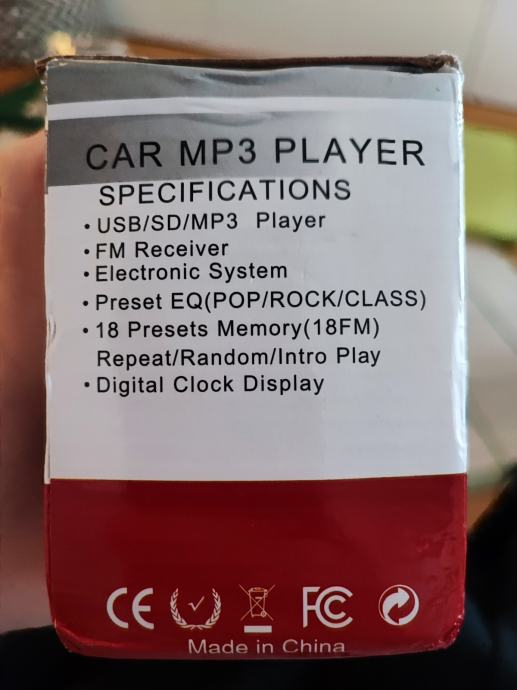 CAR MP3 PLAYER
SPECIFICATIONS
• USB/SD/MP3 Player
• FM Receiver
• Electronic System
• Preset EQ(POP/ROCK/CLASS)
• 18 Presets Memory(18FM)
Repeat/Random/Intro Play
• Digital Clock Display
CE FC
Made in China